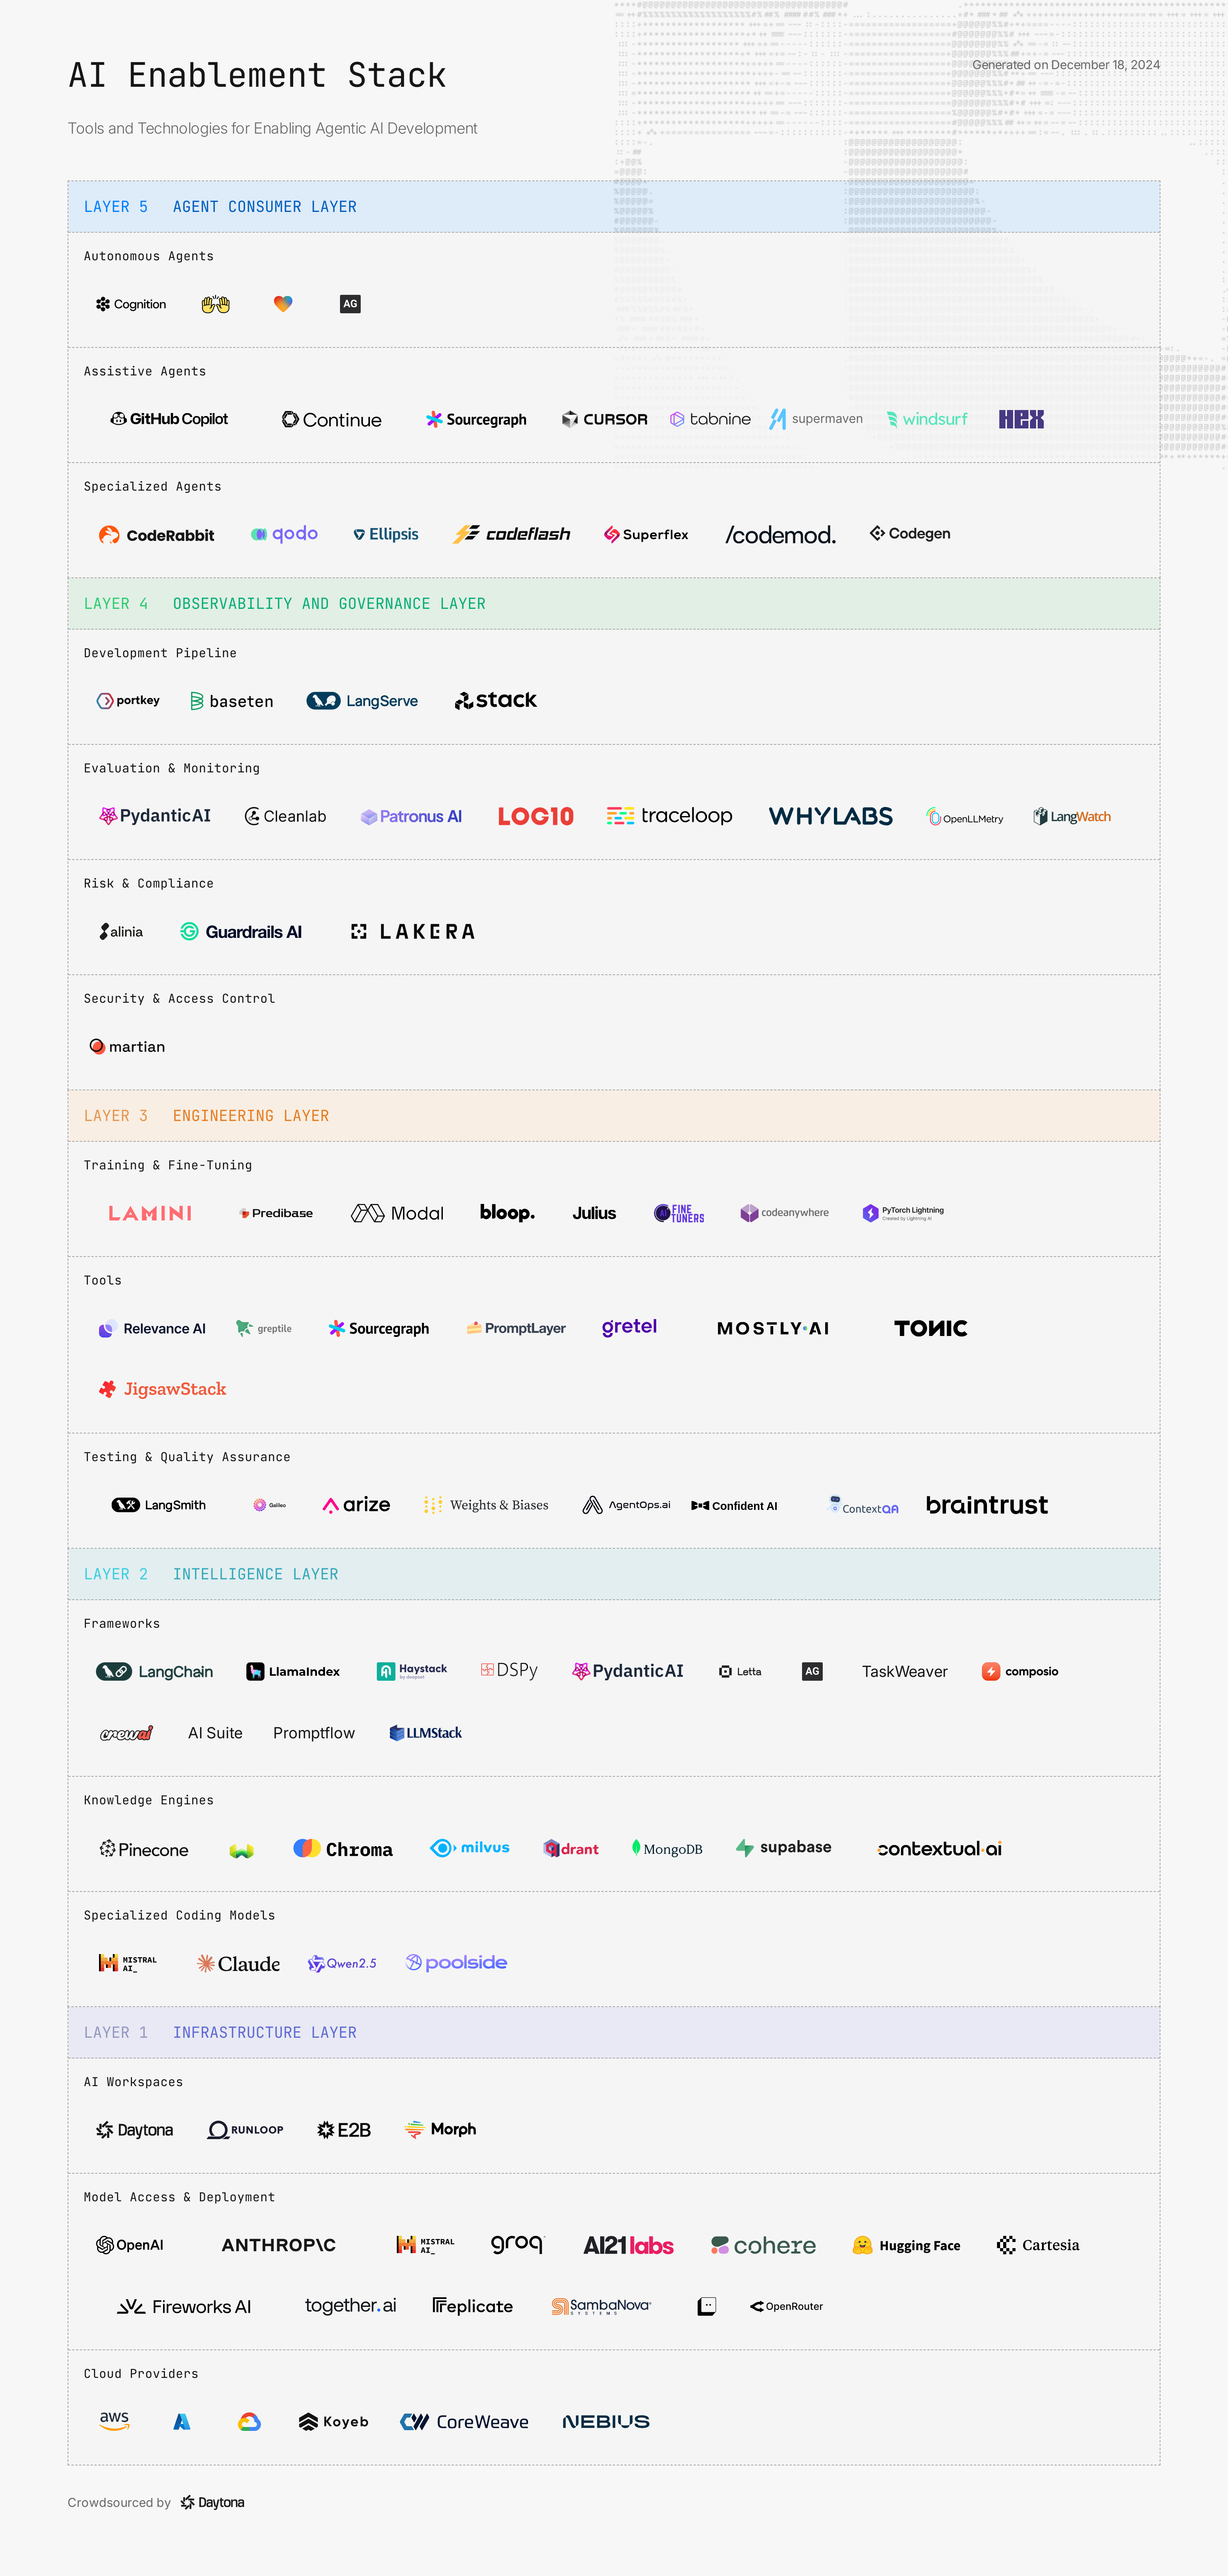 AI Enablement Stack
Generated on December 18, 2024
Tools and Technologies for Enabling Agentic AI Development
LAYER 5 AGENT CONSUMER LAYER
Autonomous Agents
Cognition AG
Assistive Agents
GitHub Copilot Continue Sourcegraph CURSOR tabnine supermaven windsurf HEX
Specialized Agents
CodeRabbit qodo Ellipsis codeflash Superflex /codemod. Codegen
LAYER 4 OBSERVABILITY AND GOVERNANCE LAYER
Development Pipeline
portkey baseten LangServe stack
Evaluation & Monitoring
PydanticAI Cleanlab Patronus AI LOG10 traceloop WHYLABS OpenLLMetry LangWatch
Risk & Compliance
alinia Guardrails AI LAKERA
Security & Access Control
martian
LAYER 3 ENGINEERING LAYER
Training & Fine-Tuning
LAMINI Predibase Modal bloop. Julius AI FINE TUNERS codeanywhere PyTorch Lightning
Created by Lightning AI
Tools
Relevance AI greptile Sourcegraph PromptLayer gretel MOSTLY·AI TONIC
JigsawStack
Testing & Quality Assurance
LangSmith Galileo arize Weights & Biases AgentOps.ai Confident AI ContextQA braintrust
LAYER 2 INTELLIGENCE LAYER
Frameworks
LangChain LlamaIndex Haystack by deepset DSPy PydanticAI Letta AG TaskWeaver composio
crewai AI Suite Promptflow LLMStack
Knowledge Engines
Pinecone Chroma milvus qdrant MongoDB supabase contextual·ai
Specialized Coding Models
MISTRAL AI_ Claude Qwen2.5 poolside
LAYER 1 INFRASTRUCTURE LAYER
AI Workspaces
Daytona RUNLOOP E2B Morph
Model Access & Deployment
OpenAI ANTHROP\C MISTRAL AI_ groq AI21labs cohere Hugging Face Cartesia
Fireworks AI together.ai Replicate SambaNova SYSTEMS OpenRouter
Cloud Providers
aws Koyeb CoreWeave NEBIUS
Crowdsourced by Daytona